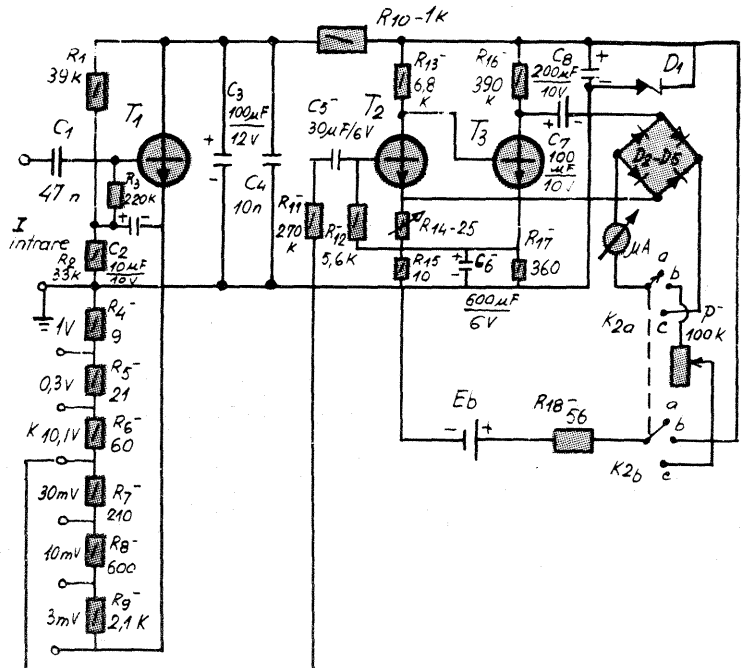 R10-1K
R1
39K
T1
C1
47n
R3
220K
I
intrare
R2
33K
C2
10µF
10V
C3
100µF
12V
C4
10n
C5
30µF/6V
R11
270
K
R12
5,6K
R13
6,8
K
T2
R14-25
R15
10
C6
600µF
6V
R16
390
K
T3
R17
360
C8
200µF
10V
C7
100
µF
10V
D1
D2-D5
µA
a
b
c
K2a
P
100K
Eb
- +
R18
56
a
b
c
K2b
1V
R4
9
0,3V
R5
21
K1 0,1V
R6
60
30mV
R7
210
10mV
R8
600
3mV
R9
2,1K